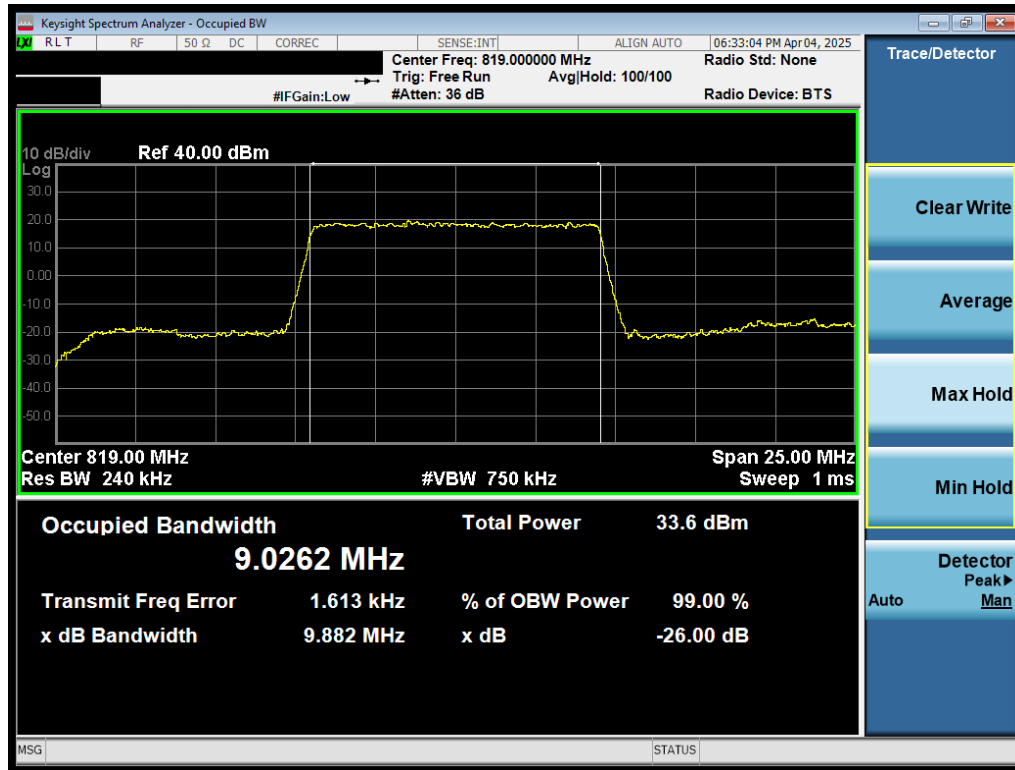 Keysight Spectrum Analyzer - Occupied BW
LXI RLT RF 50 Ω DC CORREC SENSE:INT ALIGN AUTO 06:33:04 PM Apr 04, 2025
Center Freq: 819.000000 MHz Radio Std: None
Trig: Free Run Avg|Hold: 100/100
#IFGain:Low #Atten: 36 dB Radio Device: BTS
10 dB/div Ref 40.00 dBm
Log
30.0
20.0
10.0
0.00
-10.0
-20.0
-30.0
-40.0
-50.0
Center 819.00 MHz Span 25.00 MHz
Res BW 240 kHz #VBW 750 kHz Sweep 1 ms
Occupied Bandwidth Total Power 33.6 dBm
9.0262 MHz
Transmit Freq Error 1.613 kHz % of OBW Power 99.00 %
x dB Bandwidth 9.882 MHz x dB -26.00 dB
MSG STATUS
Trace/Detector
Clear Write
Average
Max Hold
Min Hold
Detector
Peak▶
Auto Man